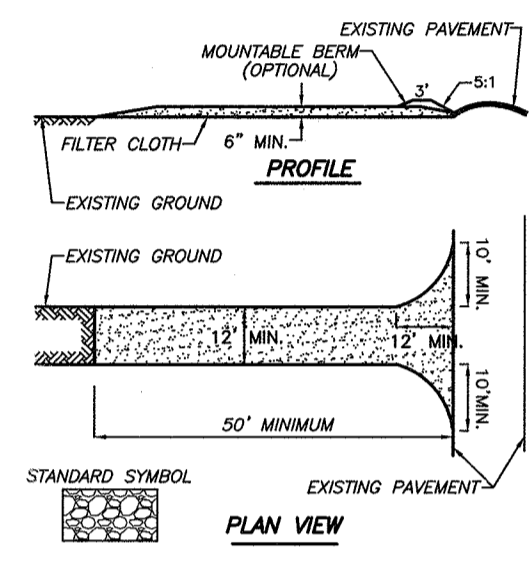 EXISTING PAVEMENT
MOUNTABLE BERM
(OPTIONAL)
3'
5:1
FILTER CLOTH
6" MIN.
PROFILE
EXISTING GROUND
EXISTING GROUND
10' MIN.
12' MIN.
12' MIN.
10' MIN.
50' MINIMUM
STANDARD SYMBOL
EXISTING PAVEMENT
PLAN VIEW